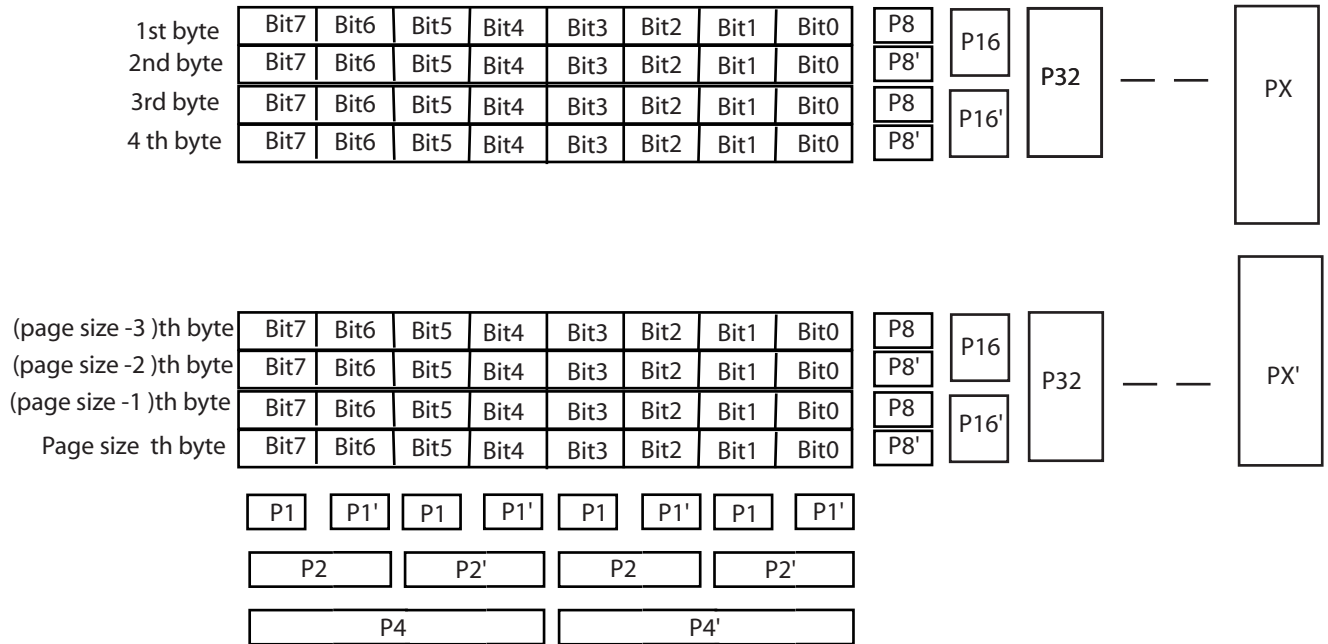 1st byte Bit7 Bit6 Bit5 Bit4 Bit3 Bit2 Bit1 Bit0 P8 P16 P32 PX
2nd byte Bit7 Bit6 Bit5 Bit4 Bit3 Bit2 Bit1 Bit0 P8'
3rd byte Bit7 Bit6 Bit5 Bit4 Bit3 Bit2 Bit1 Bit0 P8 P16'
4 th byte Bit7 Bit6 Bit5 Bit4 Bit3 Bit2 Bit1 Bit0 P8'
(page size -3 )th byte Bit7 Bit6 Bit5 Bit4 Bit3 Bit2 Bit1 Bit0 P8 P16 P32 PX'
(page size -2 )th byte Bit7 Bit6 Bit5 Bit4 Bit3 Bit2 Bit1 Bit0 P8'
(page size -1 )th byte Bit7 Bit6 Bit5 Bit4 Bit3 Bit2 Bit1 Bit0 P8 P16'
Page size th byte Bit7 Bit6 Bit5 Bit4 Bit3 Bit2 Bit1 Bit0 P8'
P1 P1' P1 P1' P1 P1' P1 P1'
P2 P2' P2 P2'
P4 P4'